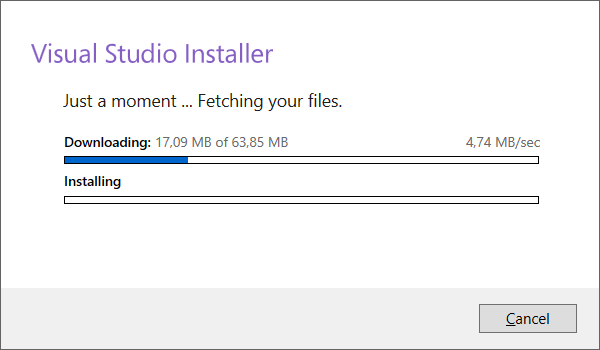 Visual Studio Installer
Just a moment ... Fetching your files.
Downloading: 17,09 MB of 63,85 MB 4,74 MB/sec
Installing
Cancel